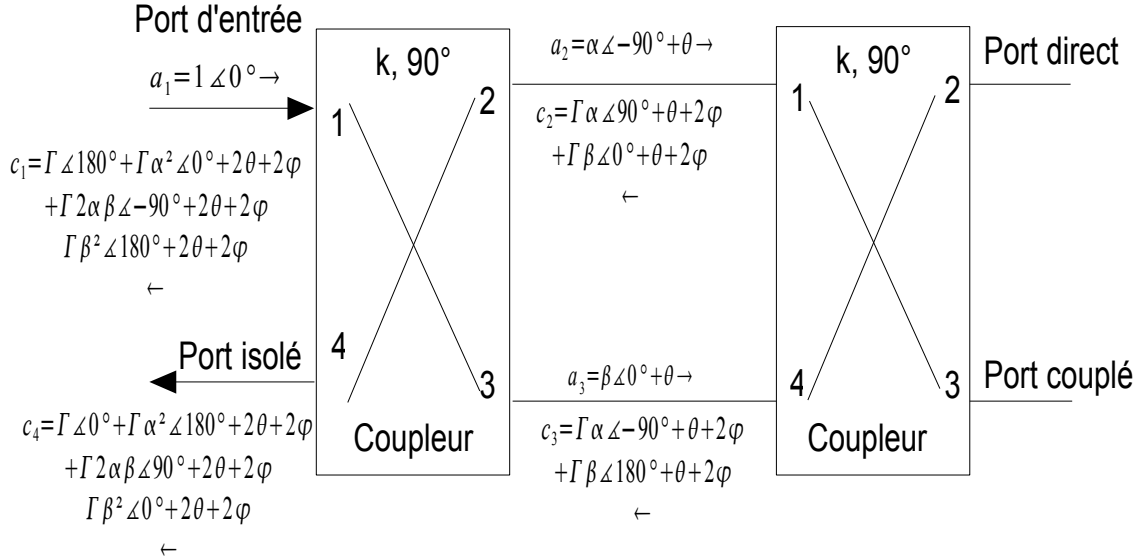 Port d'entrée
a₁=1∡0°→
c₁=Γ∡180°+Γα²∡0°+2θ+2φ
+Γ2αβ∡−90°+2θ+2φ
Γβ²∡180°+2θ+2φ
←
Port isolé
c₄=Γ∡0°+Γα²∡180°+2θ+2φ
+Γ2αβ∡90°+2θ+2φ
Γβ²∡0°+2θ+2φ
←
k, 90°
1
2
4
3
Coupleur
a₂=α∡−90°+θ→
c₂=Γα∡90°+θ+2φ
+Γβ∡0°+θ+2φ
←
a₃=β∡0°+θ→
c₃=Γα∡−90°+θ+2φ
+Γβ∡180°+θ+2φ
←
k, 90°
1
2
4
3
Coupleur
Port direct
Port couplé